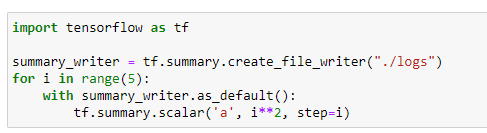 import tensorflow as tf
summary_writer = tf.summary.create_file_writer("./logs")
for i in range(5):
    with summary_writer.as_default():
        tf.summary.scalar('a', i**2, step=i)